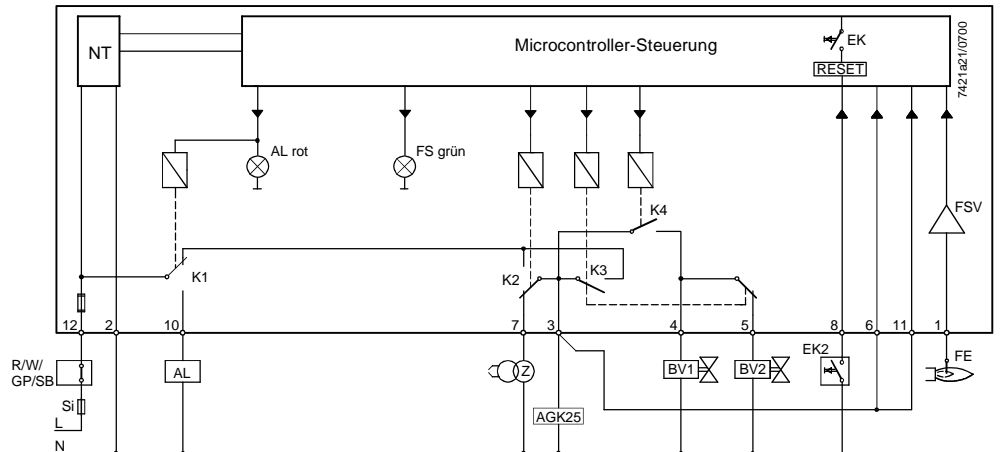 NT
Microcontroller-Steuerung
EK
RESET
7421a21/0700
AL rot
FS grün
FSV
K4
K1
K2
K3
12
2
10
7
3
4
5
8
6
11
1
R/W/
GP/SB
AL
Z
BV1
BV2
EK2
FE
Si
AGK25
L
N